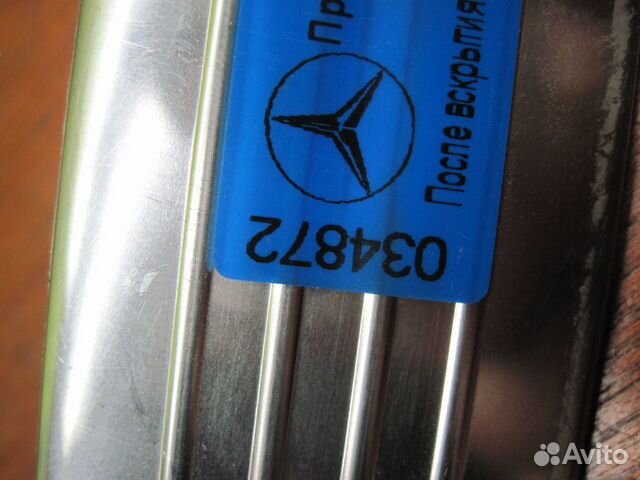 Пр
После вскрытия
034872
Avito